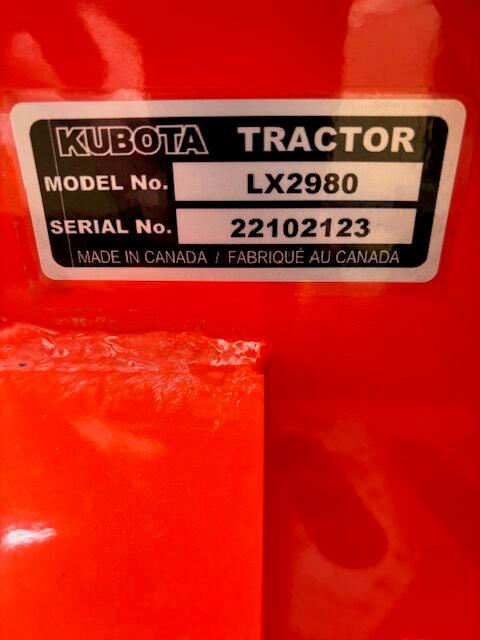 KUBOTA TRACTOR
MODEL No. LX2980
SERIAL No. 22102123
MADE IN CANADA / FABRIQUÉ AU CANADA